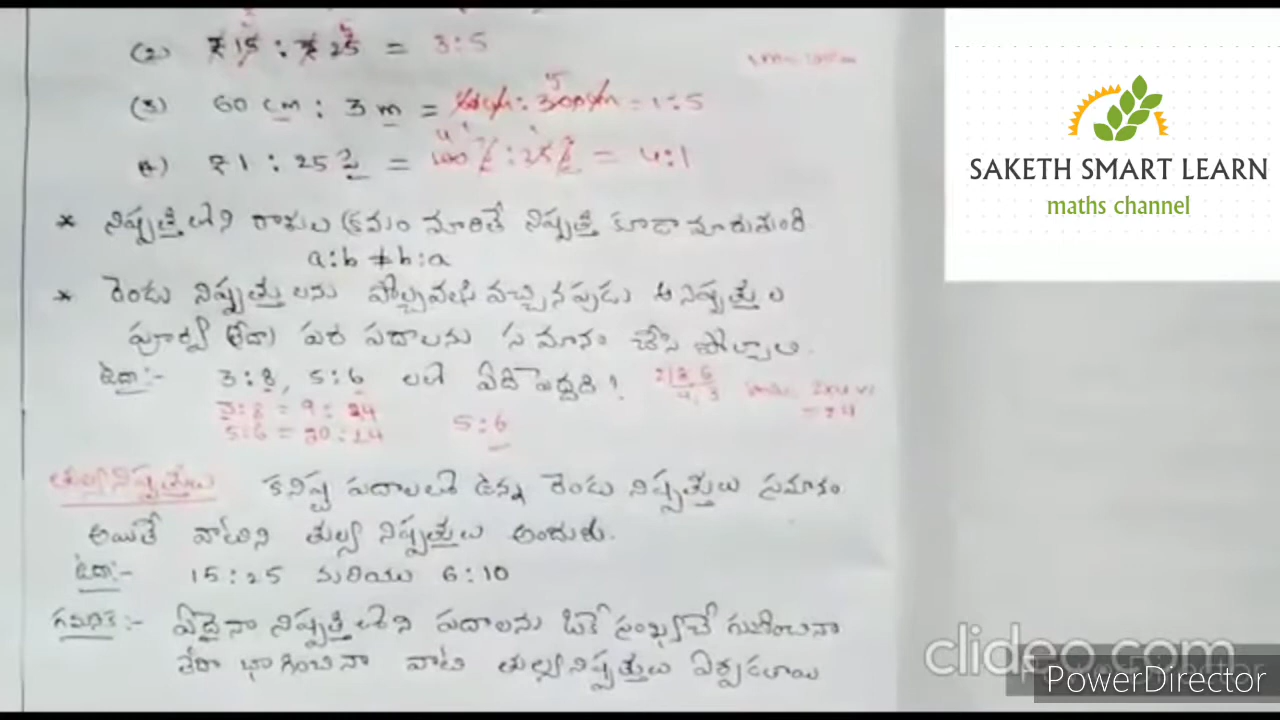 (2) ₹ 15 : ₹ 25 = 3:5
(3) 60 cm : 3 m = 60cm : 300cm = 1:5
₹ 1 : 25 పై = 100 పై : 25 పై = 4:1
* నిష్పత్తిలోని రాశుల క్రమం మారితే నిష్పత్తి కూడా మారుతుంది
a:b ≠ b:a
* రెండు నిష్పత్తులను పోల్చవలసి వచ్చినపుడు ఆ నిష్పత్తుల
పూర్వ (లేదా) పర పదాలను సమానం చేసి పోల్చాలి.
ఉదా:- 3:8, 5:6 లలో ఏది పెద్దది !
3:8 = 9:24
5:6 = 20:24
5:6
తుల్యనిష్పత్తులు కనిష్ట పదాలలో ఉన్న రెండు నిష్పత్తులు సమానం
అయితే వాటిని తుల్య నిష్పత్తులు అందురు.
ఉదా:- 15:25 మరియు 6:10
గమనిక:- ఏదైనా నిష్పత్తిలోని పదాలను ఒకే సంఖ్యచే గుణించినా
లేదా భాగించినా వాటి తుల్యనిష్పత్తులు ఏర్పడతాయి
SAKETH SMART LEARN
maths channel
clideo.com
PowerDirector